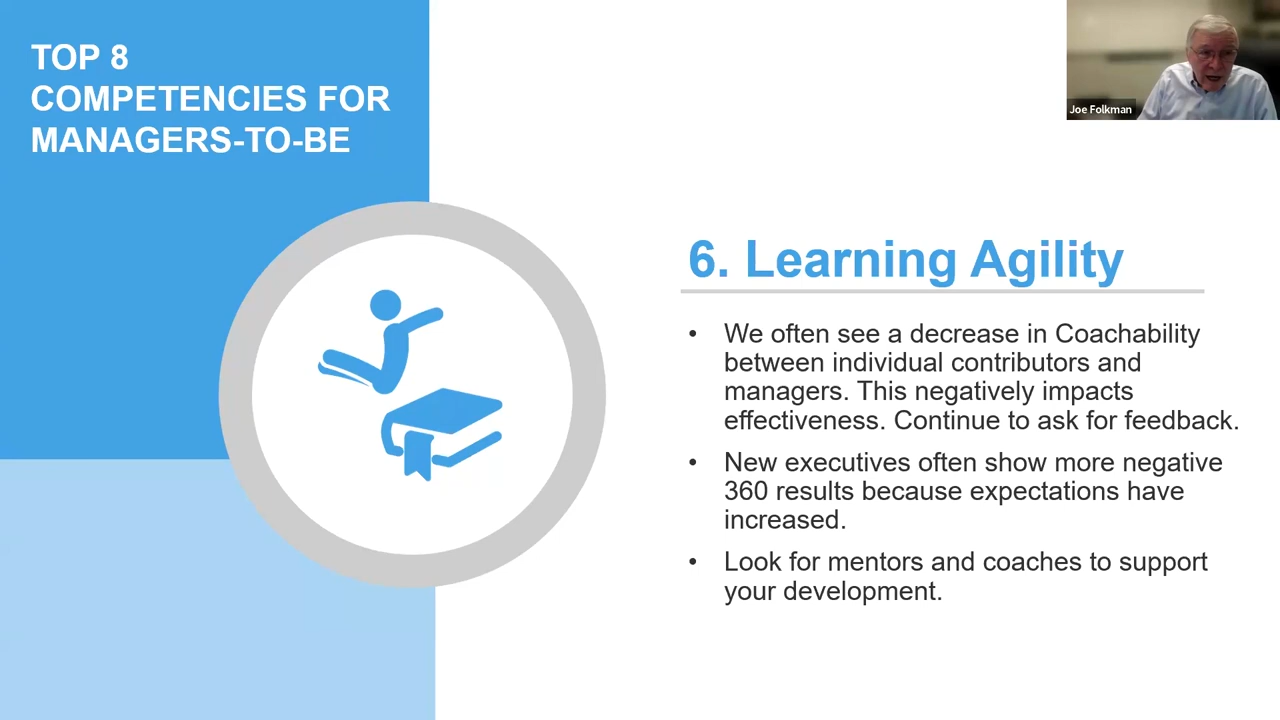 TOP 8
COMPETENCIES FOR
MANAGERS-TO-BE
Joe Folkman
6. Learning Agility
• We often see a decrease in Coachability
between individual contributors and
managers. This negatively impacts
effectiveness. Continue to ask for feedback.
• New executives often show more negative
360 results because expectations have
increased.
• Look for mentors and coaches to support
your development.